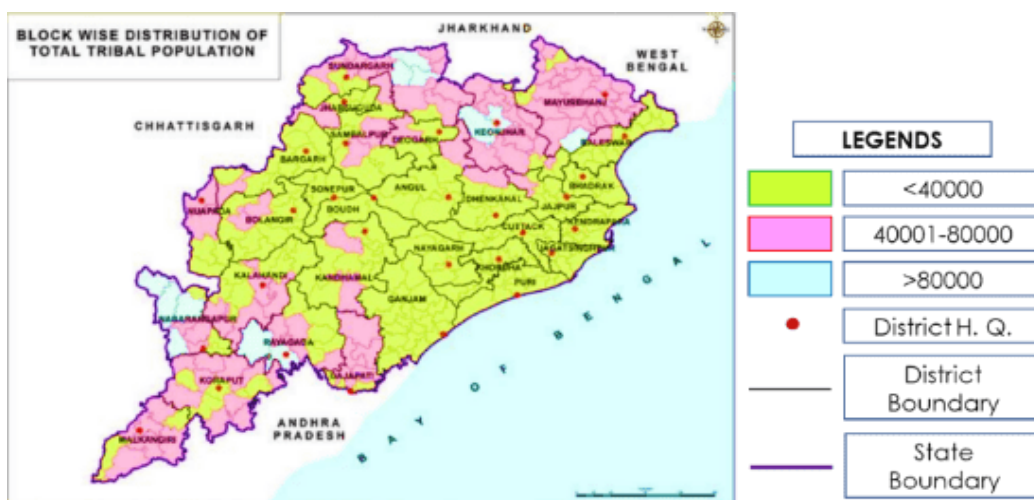 BLOCK WISE DISTRIBUTION OF
TOTAL TRIBAL POPULATION
JHARKHAND
WEST
BENGAL
CHHATTISGARH
SUNDARGARH
JHARSUGUDA
SAMBALPUR
DEOGARH
KEONJHAR
MAYURBHANJ
BALESWAR
BARGARH
SONEPUR
ANGUL
BHADRAK
NUAPADA
BOLANGIR
BOUDH
DHENKANAL
JAJPUR
CUTTACK
KENDRAPARA
NAYAGARH
JAGATSINGHPUR
KALAHANDI
KANDHAMAL
KHORDHA
PURI
GANJAM
NABARANGAPUR
RAYAGADA
GAJAPATI
KORAPUT
MALKANGIRI
ANDHRA
PRADESH
BAY OF BENGAL
LEGENDS
<40000
40001-80000
>80000
District H. Q.
District
Boundary
State
Boundary